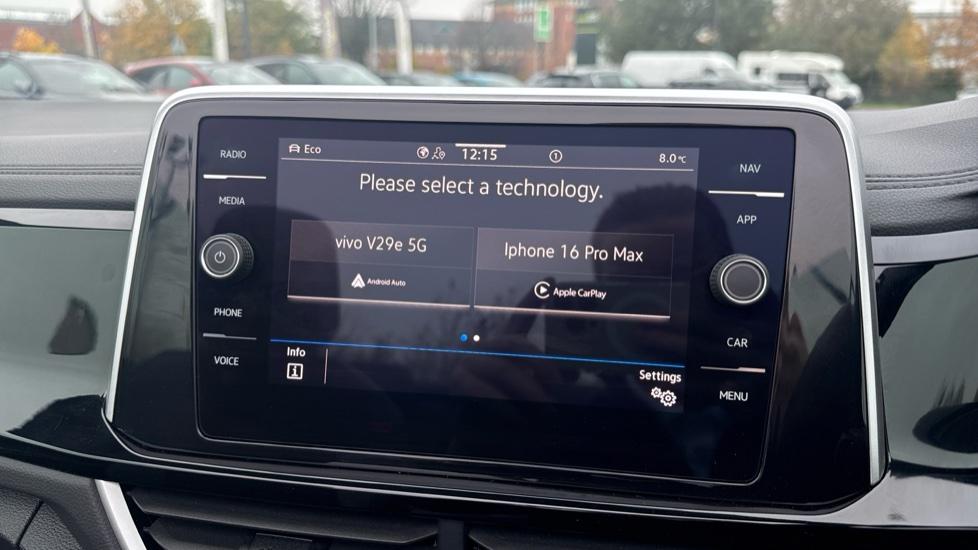 RADIO
MEDIA
PHONE
VOICE
Eco
12:15
1
8.0°C
Please select a technology.
vivo V29e 5G
Android Auto
Iphone 16 Pro Max
Apple CarPlay
Info
i
Settings
NAV
APP
CAR
MENU